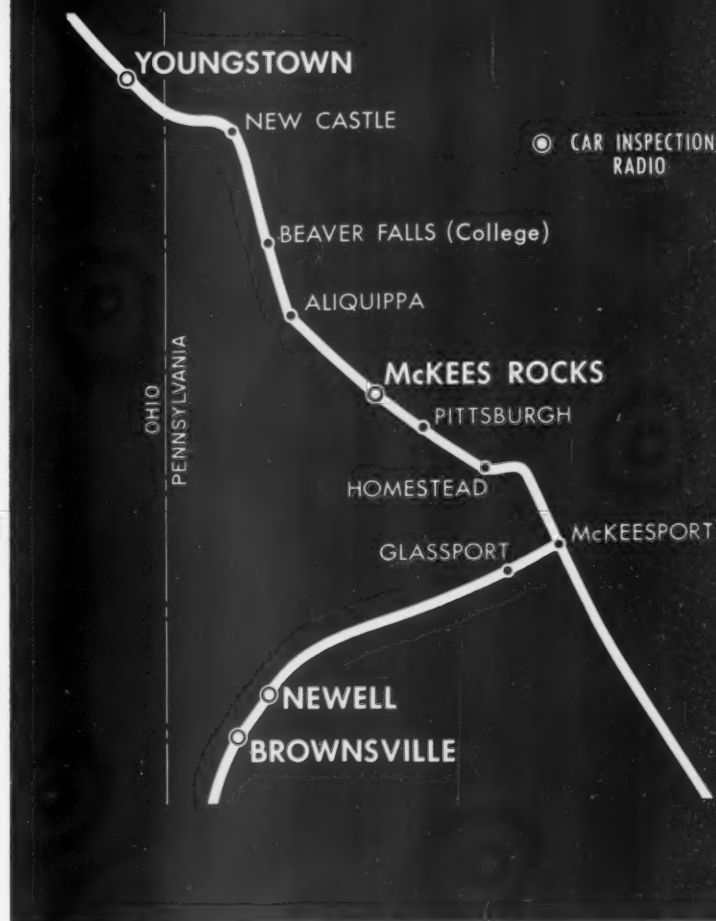 YOUNGSTOWN
NEW CASTLE
CAR INSPECTION
RADIO
BEAVER FALLS (College)
ALIQUIPPA
OHIO
PENNSYLVANIA
McKEES ROCKS
PITTSBURGH
HOMESTEAD
McKEESPORT
GLASSPORT
NEWELL
BROWNSVILLE